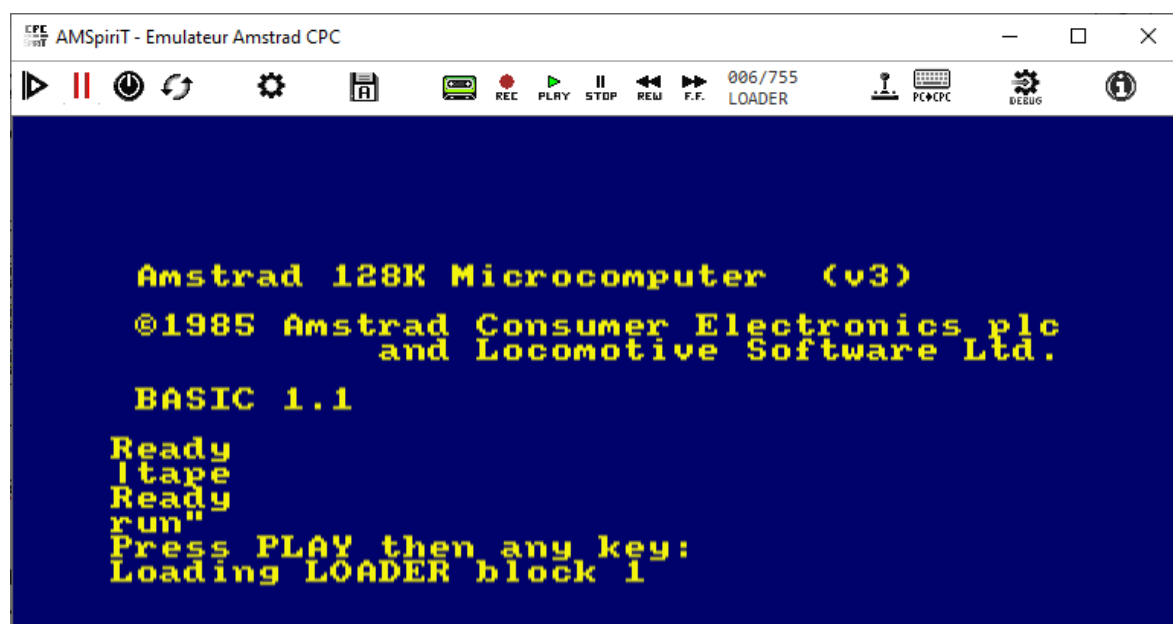 AMSpiriT - Emulateur Amstrad CPC
REC PLAY STOP REW F.F. 006/755 LOADER PC CPC DEBUG
Amstrad 128K Microcomputer (v3)
©1985 Amstrad Consumer Electronics plc
and Locomotive Software Ltd.
BASIC 1.1
Ready
|tape
Ready
run"
Press PLAY then any key:
Loading LOADER block 1